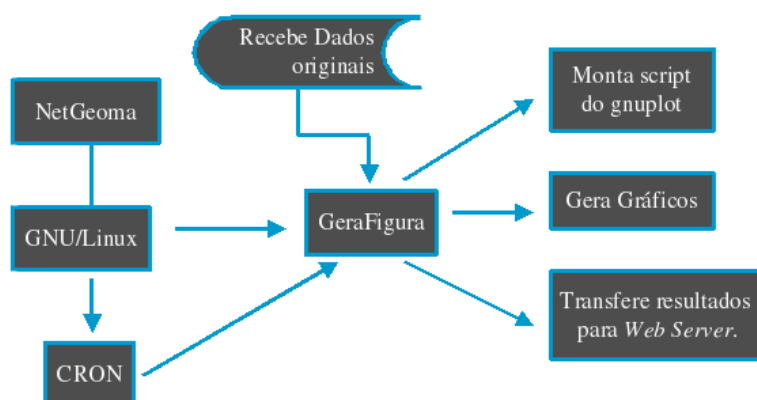 Recebe Dados
originais
NetGeoma
Monta script
do gnuplot
GNU/Linux
GeraFigura
Gera Gráficos
CRON
Transfere resultados
para Web Server.